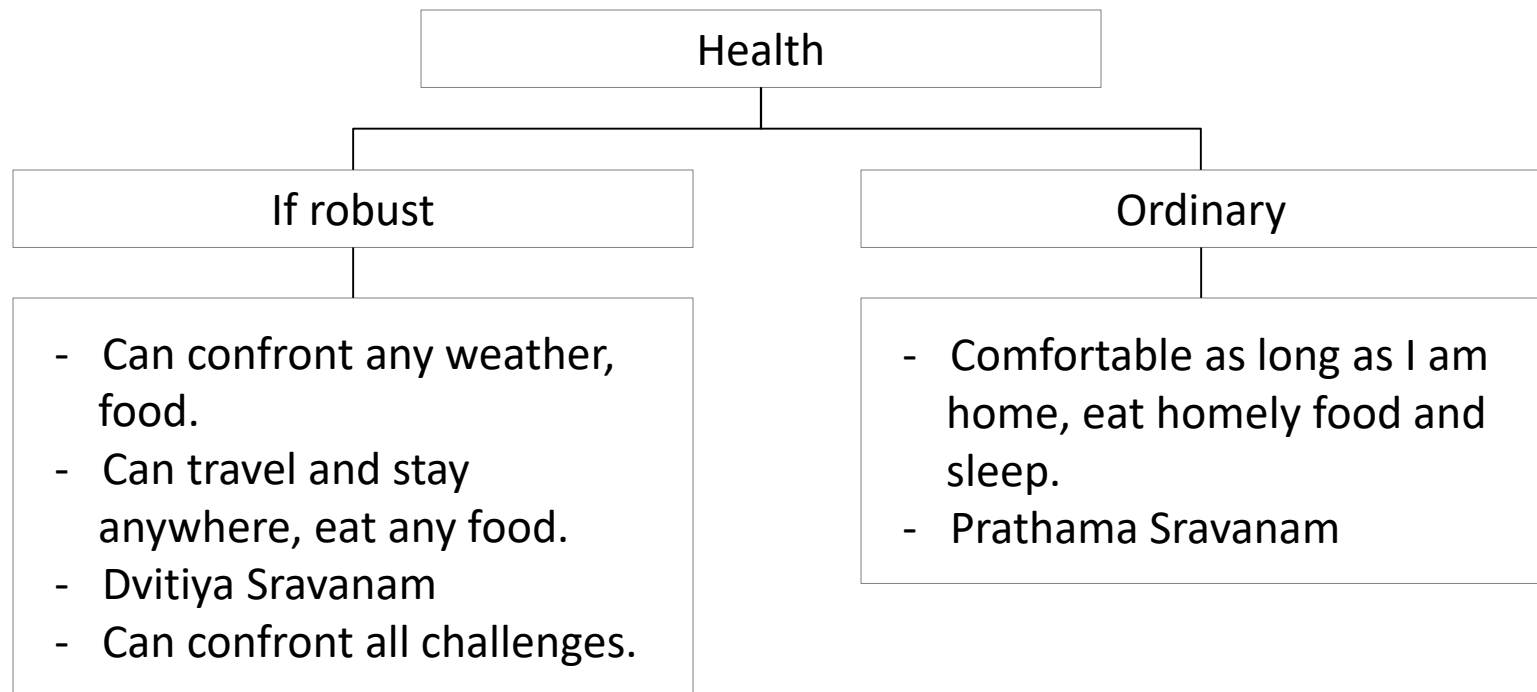 Health
If robust
Ordinary
- Can confront any weather,
food.
- Can travel and stay
anywhere, eat any food.
- Dvitiya Sravanam
- Can confront all challenges.
- Comfortable as long as I am
home, eat homely food and
sleep.
- Prathama Sravanam